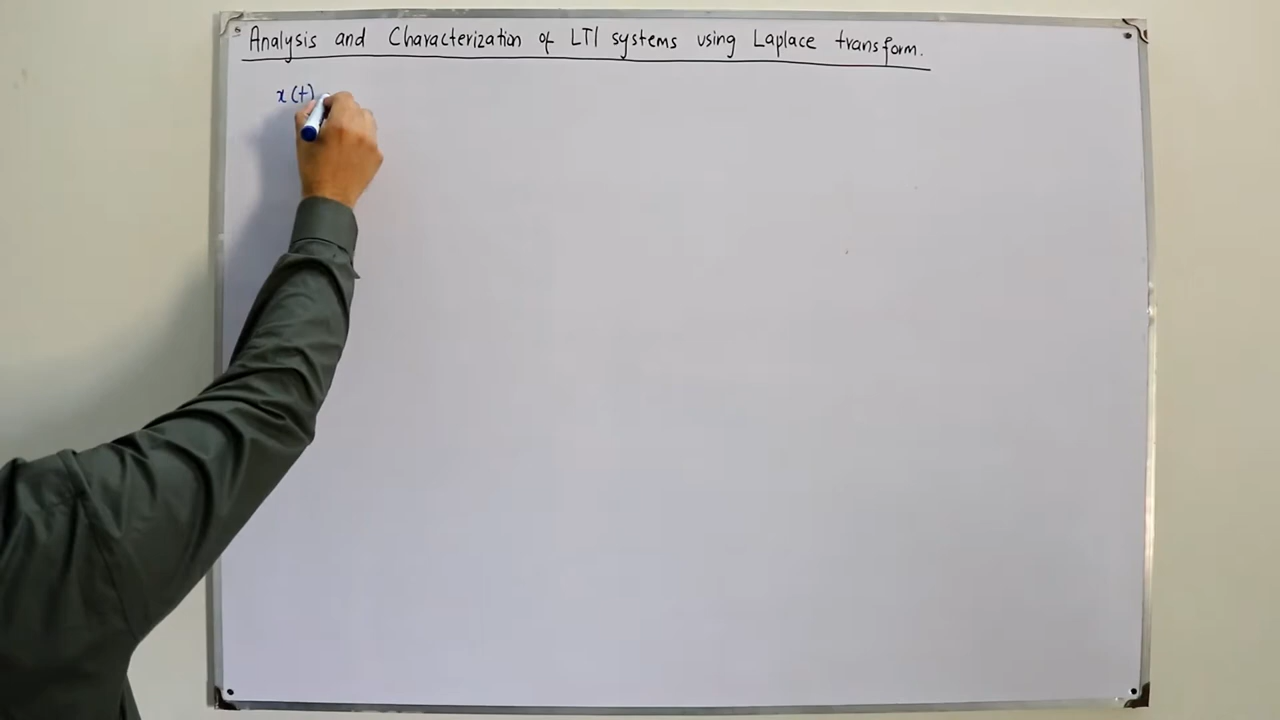 Analysis and Characterization of LTI systems using Laplace transform.
x(t)